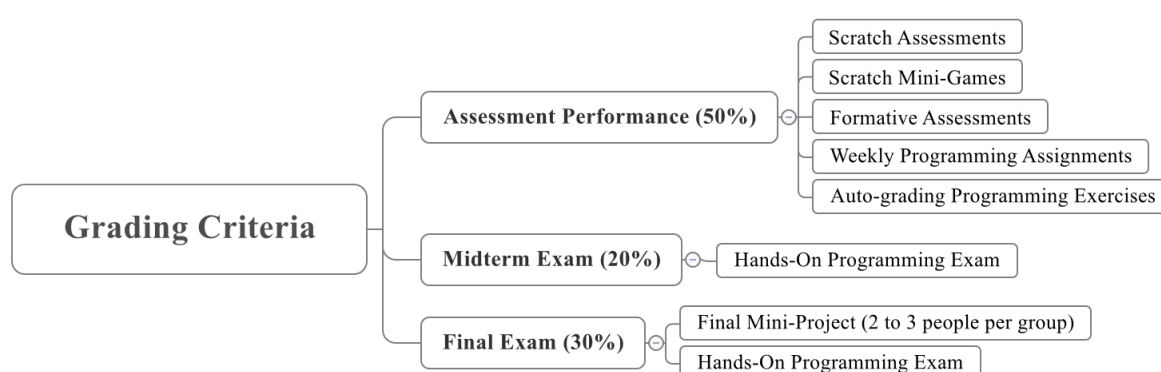 Grading Criteria
Assessment Performance (50%)
Scratch Assessments
Scratch Mini-Games
Formative Assessments
Weekly Programming Assignments
Auto-grading Programming Exercises
Midterm Exam (20%)
Hands-On Programming Exam
Final Exam (30%)
Final Mini-Project (2 to 3 people per group)
Hands-On Programming Exam